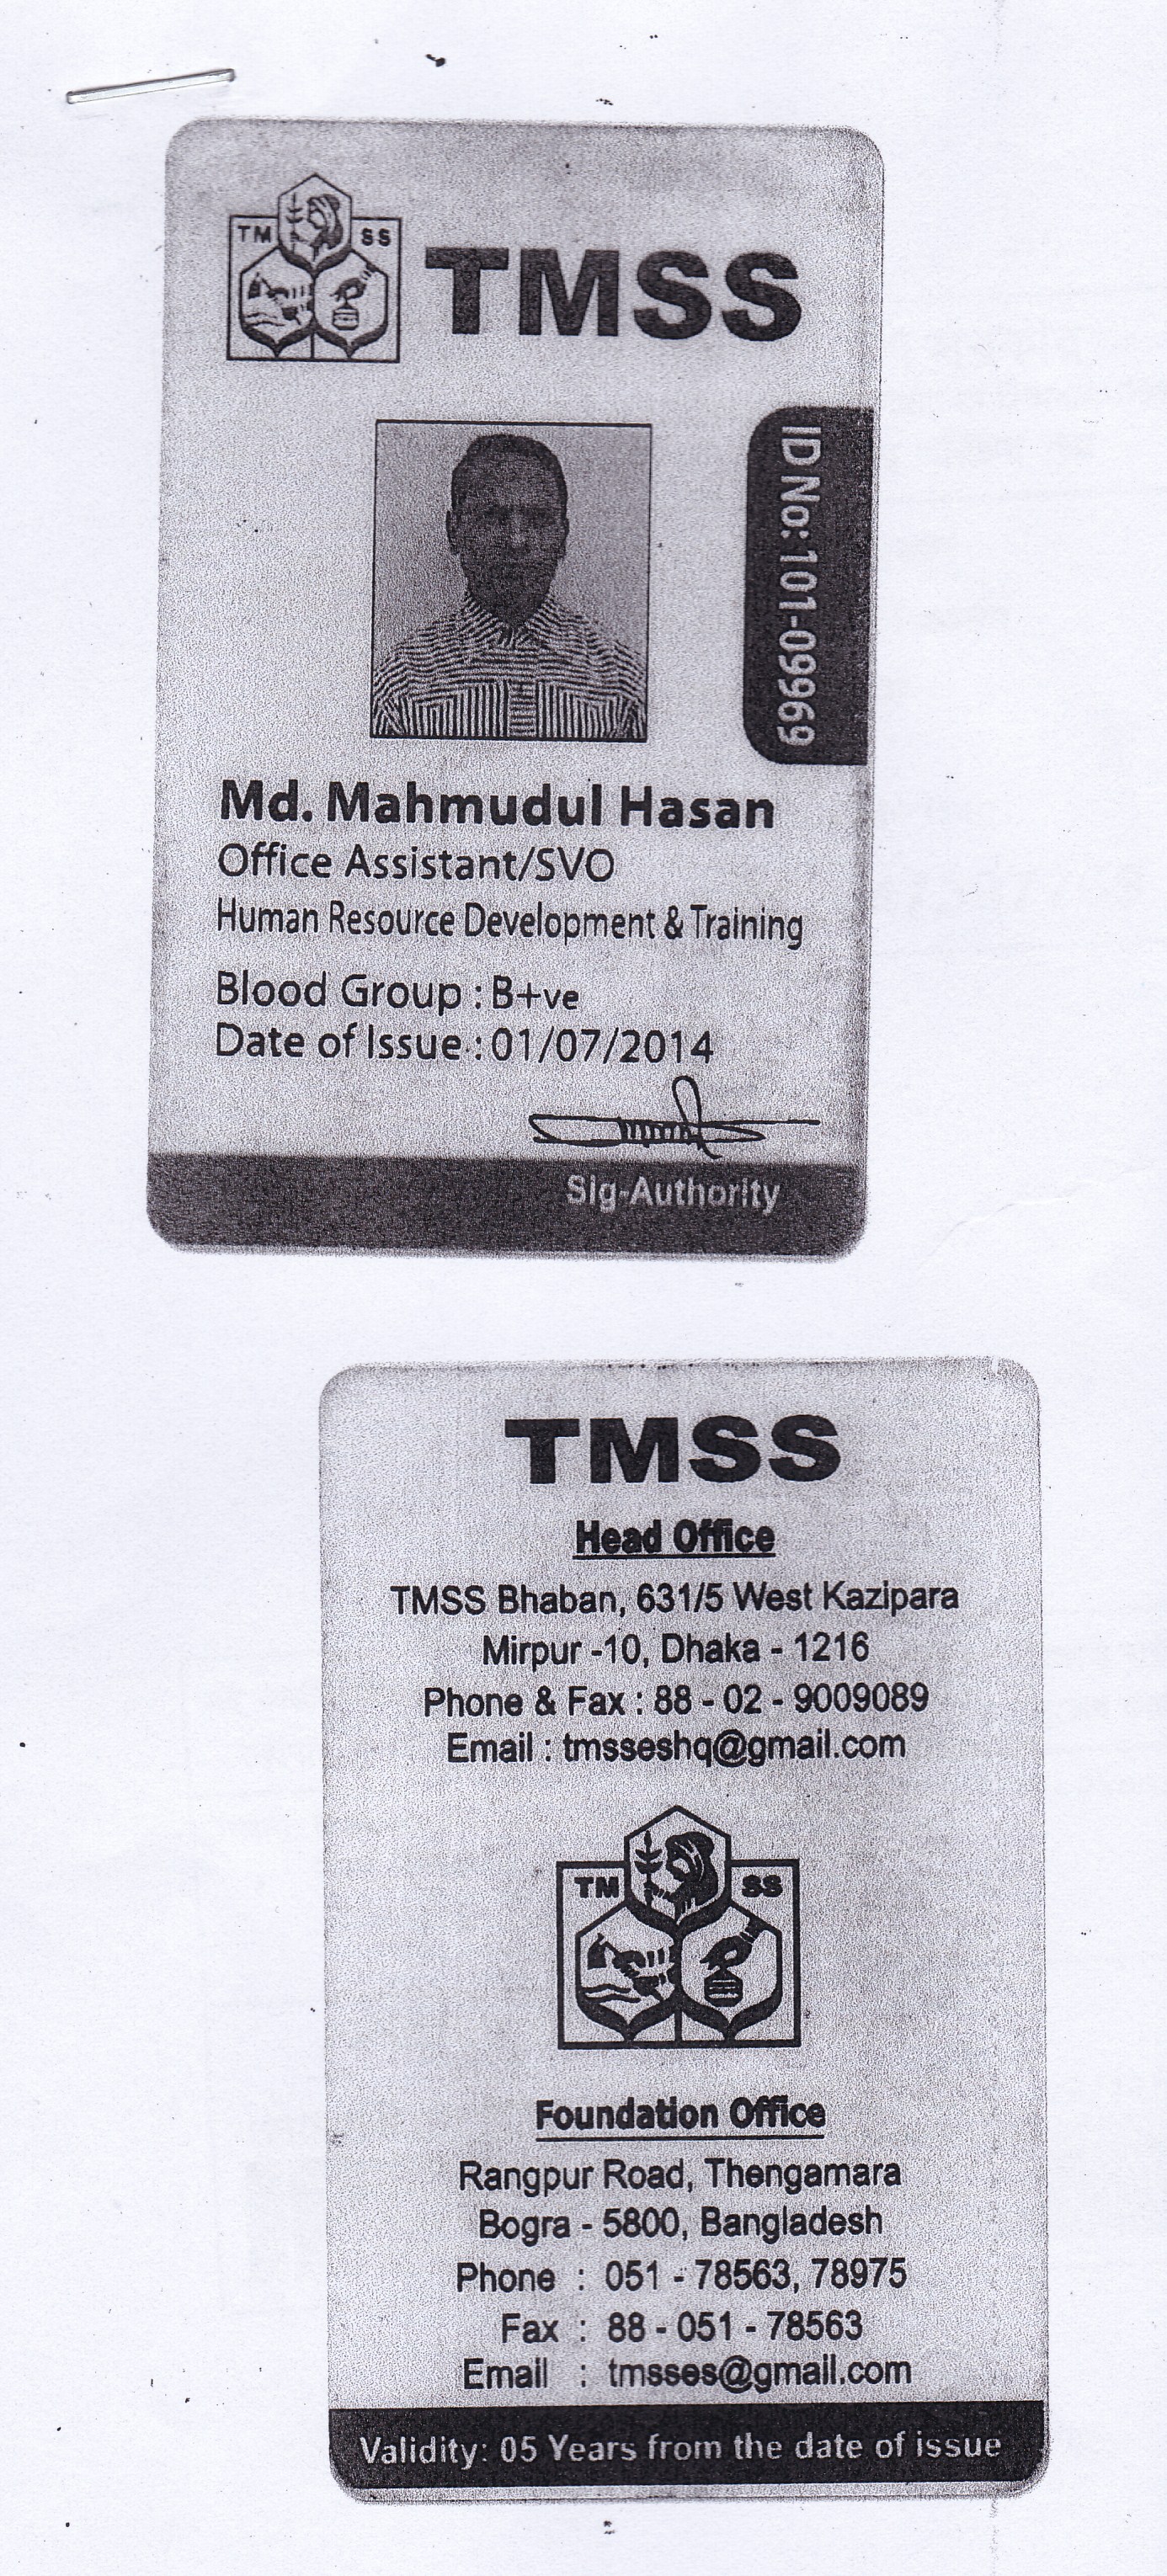 TM SS
TMSS
ID No: 101-09969
Md. Mahmudul Hasan
Office Assistant/SVO
Human Resource Development & Training
Blood Group : B+ve
Date of Issue : 01/07/2014
Sig-Authority
TMSS
Head Office
TMSS Bhaban, 631/5 West Kazipara
Mirpur -10, Dhaka - 1216
Phone & Fax : 88 - 02 - 9009089
Email : tmsseshq@gmail.com
TM SS
Foundation Office
Rangpur Road, Thengamara
Bogra - 5800, Bangladesh
Phone : 051 - 78563, 78975
Fax : 88 - 051 - 78563
Email : tmsses@gmail.com
Validity: 05 Years from the date of issue